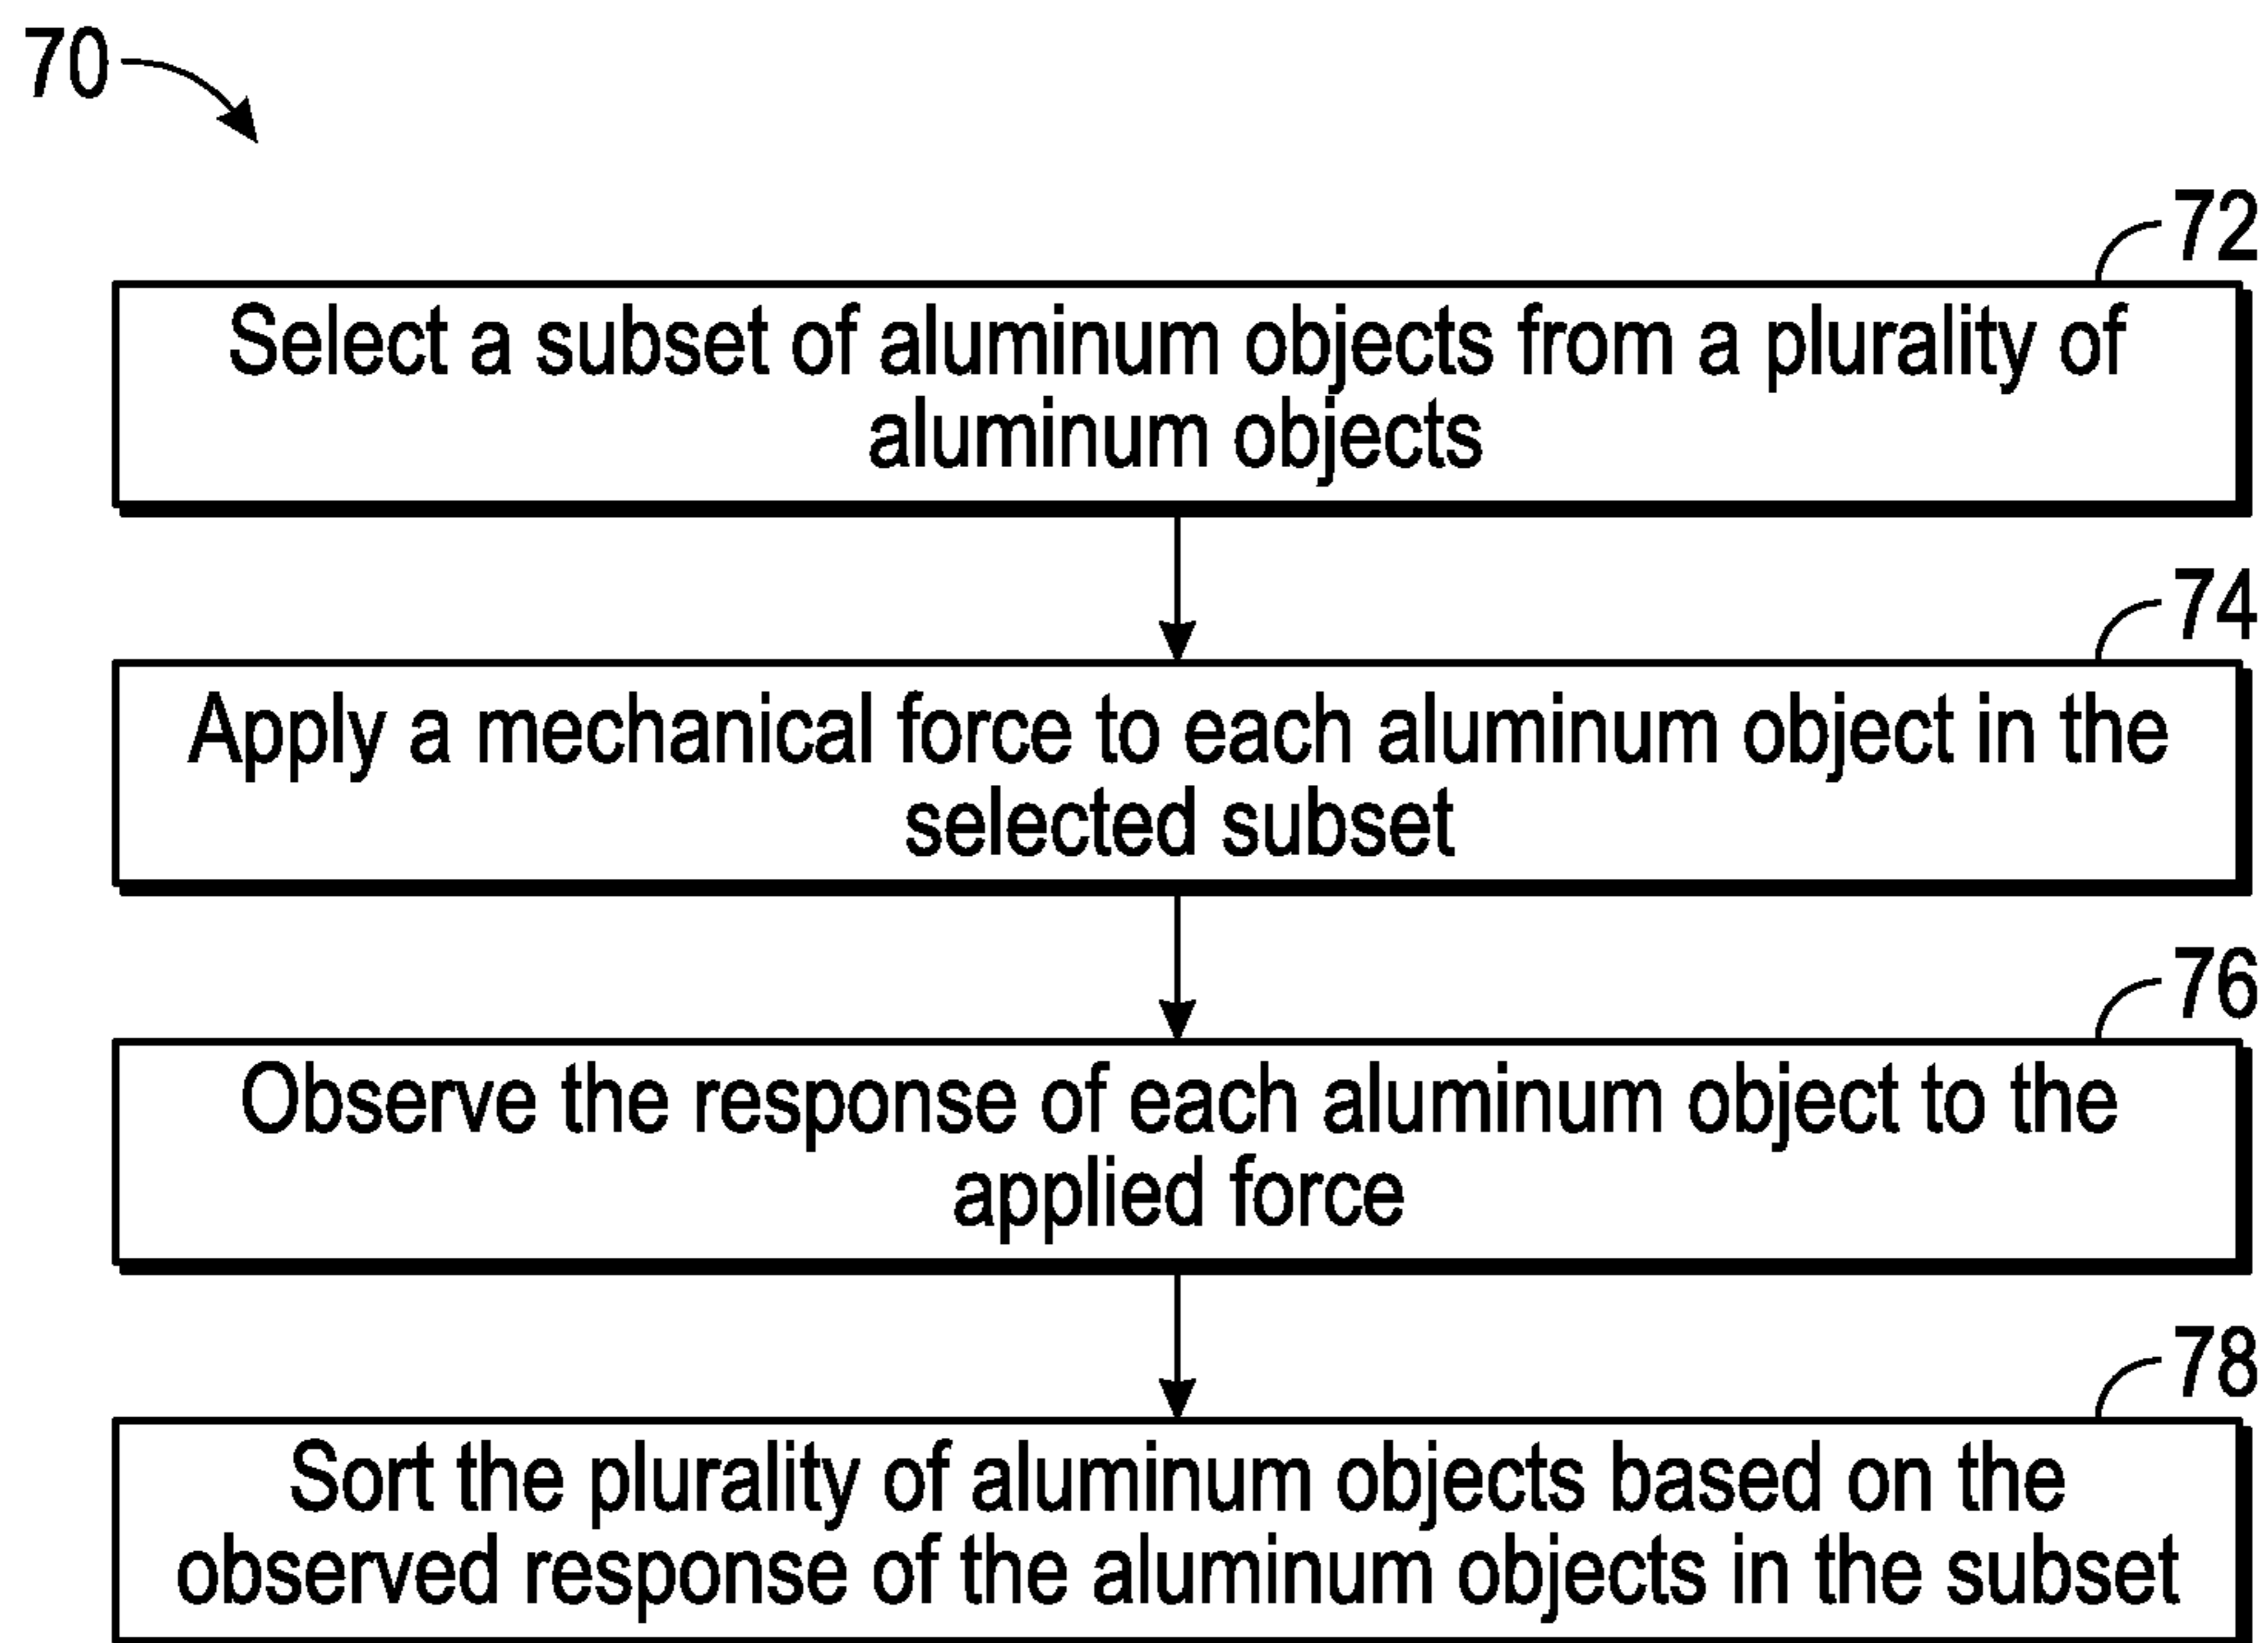 70
72
Select a subset of aluminum objects from a plurality of
aluminum objects
74
Apply a mechanical force to each aluminum object in the
selected subset
76
Observe the response of each aluminum object to the
applied force
78
Sort the plurality of aluminum objects based on the
observed response of the aluminum objects in the subset